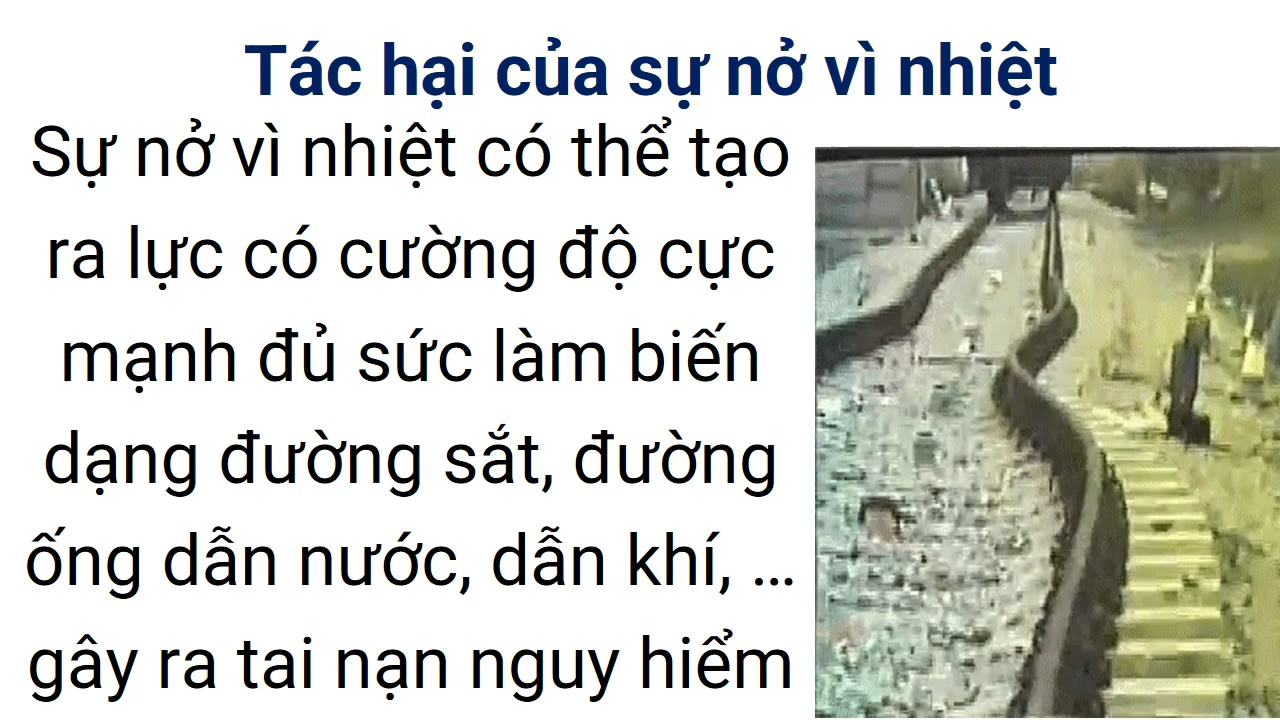 Tác hại của sự nở vì nhiệt
Sự nở vì nhiệt có thể tạo
ra lực có cường độ cực
mạnh đủ sức làm biến
dạng đường sắt, đường
ống dẫn nước, dẫn khí, ...
gây ra tai nạn nguy hiểm